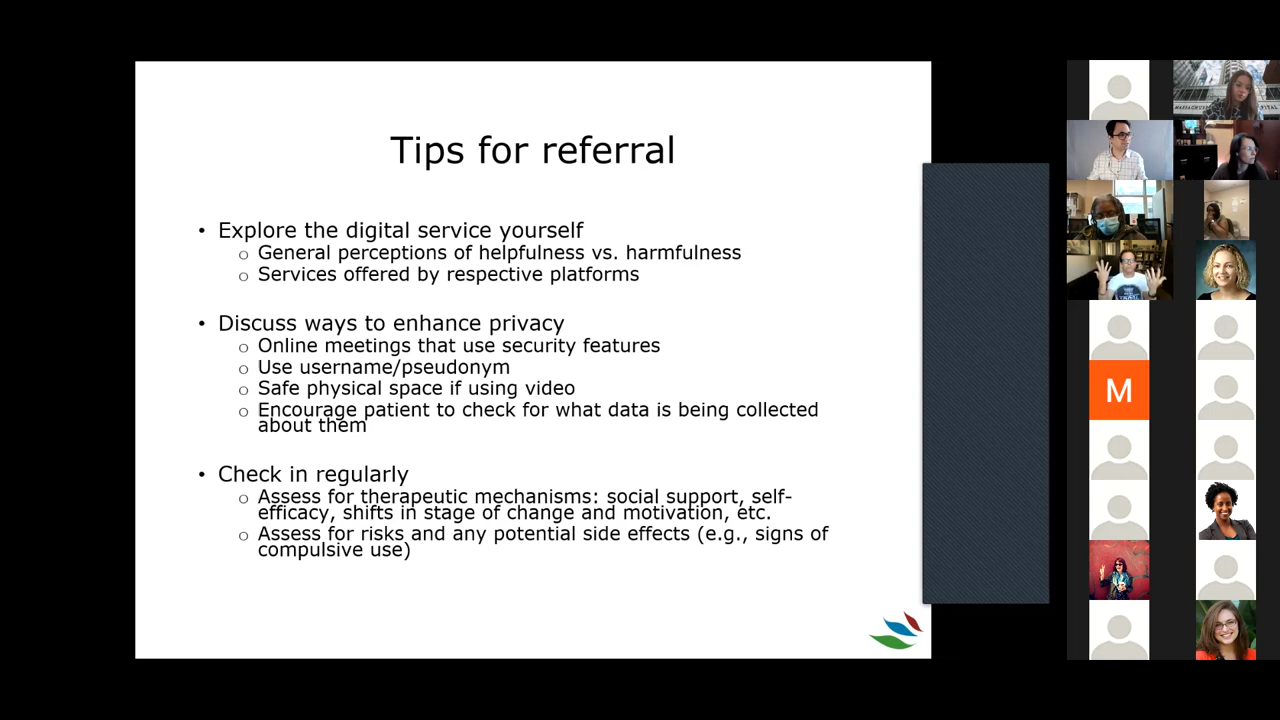 Tips for referral
• Explore the digital service yourself
o General perceptions of helpfulness vs. harmfulness
o Services offered by respective platforms
• Discuss ways to enhance privacy
o Online meetings that use security features
o Use username/pseudonym
o Safe physical space if using video
o Encourage patient to check for what data is being collected
about them
• Check in regularly
o Assess for therapeutic mechanisms: social support, self-
efficacy, shifts in stage of change and motivation, etc.
o Assess for risks and any potential side effects (e.g., signs of
compulsive use)
M